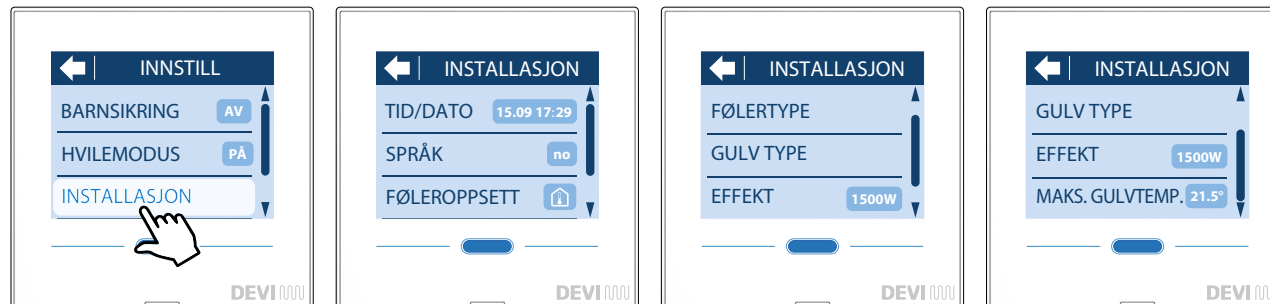 INNSTILL
BARNSIKRING AV
HVILEMODUS PÅ
INSTALLASJON
DEVI
INSTALLASJON
TID/DATO 15.09 17:29
SPRÅK no
FØLEROPPSETT
DEVI
INSTALLASJON
FØLERTYPE
GULV TYPE
EFFEKT 1500W
DEVI
INSTALLASJON
GULV TYPE
EFFEKT 1500W
MAKS. GULVTEMP. 21.5°
DEVI